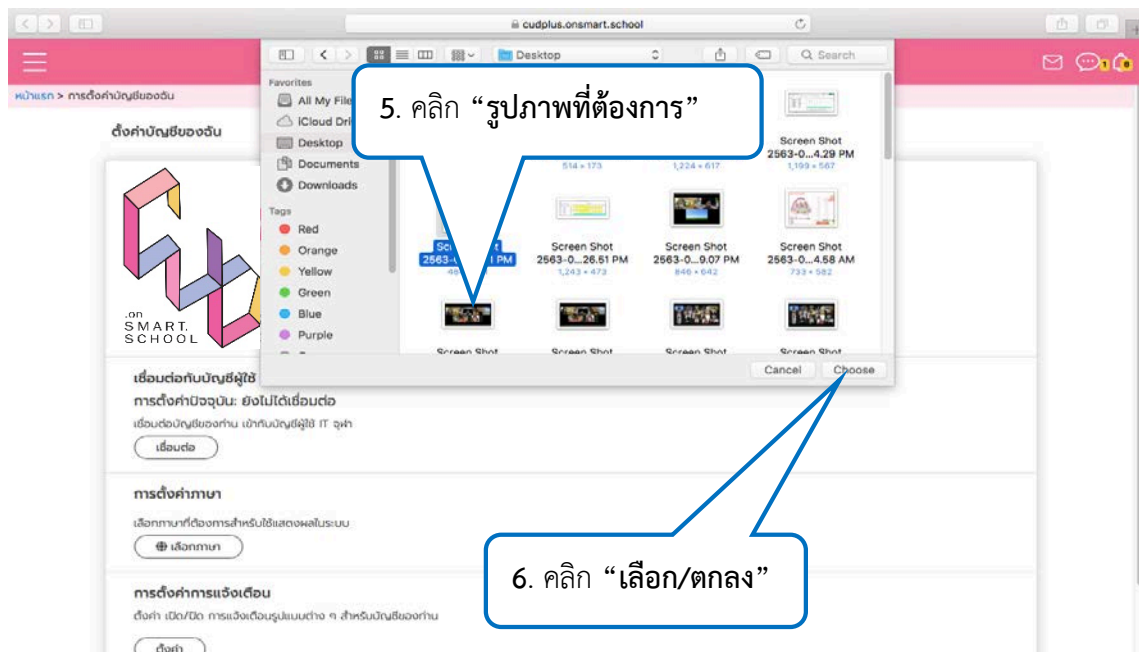 cudplus.onsmart.school
Desktop
Search
1
0
หน้าแรก > การตั้งค่าบัญชีของฉัน
Favorites
All My File
iCloud Dri
Desktop
Documents
Downloads
Tags
Red
Orange
Yellow
Green
Blue
Purple
5. คลิก “รูปภาพที่ต้องการ”
Screen Shot
2563-0...4.29 PM
514 × 173
1,224 × 617
1,199 × 587
Screen Shot
2563-0...26.51 PM
1,243 × 473
Screen Shot
2563-0...9.07 PM
846 × 642
Screen Shot
2563-0...4.58 AM
733 × 582
Screen Shot
Screen Shot
Screen Shot
Screen Shot
Cancel
Choose
ตั้งค่าบัญชีของฉัน
.on
SMART.
SCHOOL
เชื่อมต่อกับบัญชีผู้ใช้
การตั้งค่าปัจจุบัน: ยังไม่ได้เชื่อมต่อ
เชื่อมต่อบัญชีของท่าน เข้ากับบัญชีผู้ใช้ IT จุฬา
เชื่อมต่อ
การตั้งค่าภาษา
เลือกภาษาที่ต้องการสำหรับใช้แสดงผลในระบบ
เลือกภาษา
6. คลิก “เลือก/ตกลง”
การตั้งค่าการแจ้งเตือน
ตั้งค่า เปิด/ปิด การแจ้งเตือนรูปแบบต่าง ๆ สำหรับบัญชีของท่าน
ตั้งค่า